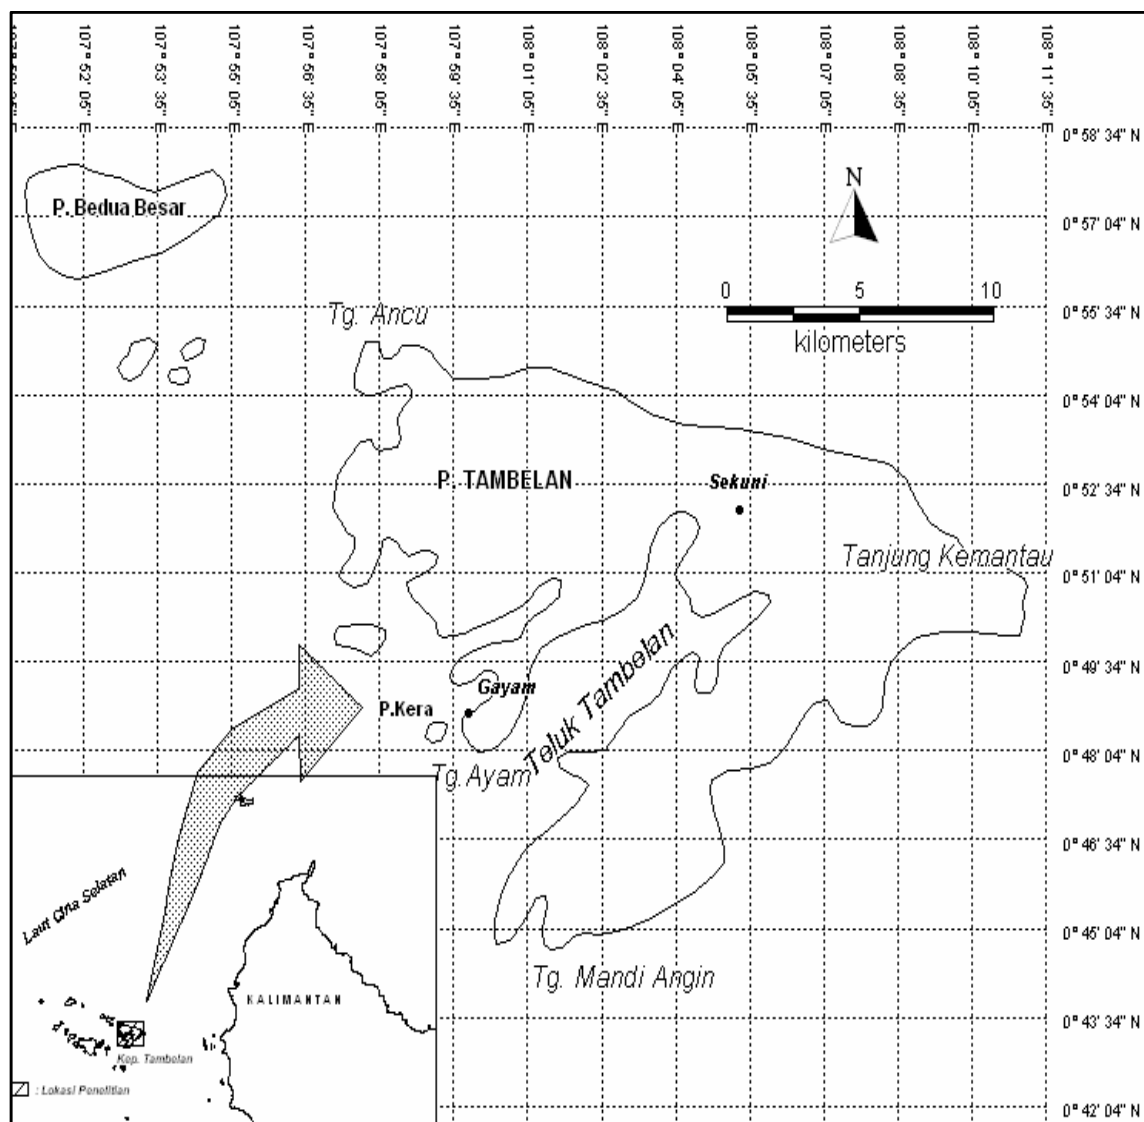 107° 52' 05"
107° 53' 35"
107° 55' 05"
107° 56' 35"
107° 58' 05"
107° 59' 35"
108° 01' 05"
108° 02' 35"
108° 04' 05"
108° 05' 35"
108° 07' 05"
108° 08' 35"
108° 10' 05"
108° 11' 35"
0° 58' 34" N
N
P. Bedua Besar
0° 57' 04" N
0 5 10
kilometers
Tg. Ancu
0° 55' 34" N
0° 54' 04" N
P. TAMBELAN
Sekuni
0° 52' 34" N
Tanjung Kemantau
0° 51' 04" N
0° 49' 34" N
Gayam
P.Kera
Teluk Tambelan
0° 48' 04" N
Tg. Ayam
0° 46' 34" N
0° 45' 04" N
Tg. Mandi Angin
0° 43' 34" N
0° 42' 04" N
Laut Cina Selatan
KALIMANTAN
Kep. Tambelan
: Lokasi Penelitian